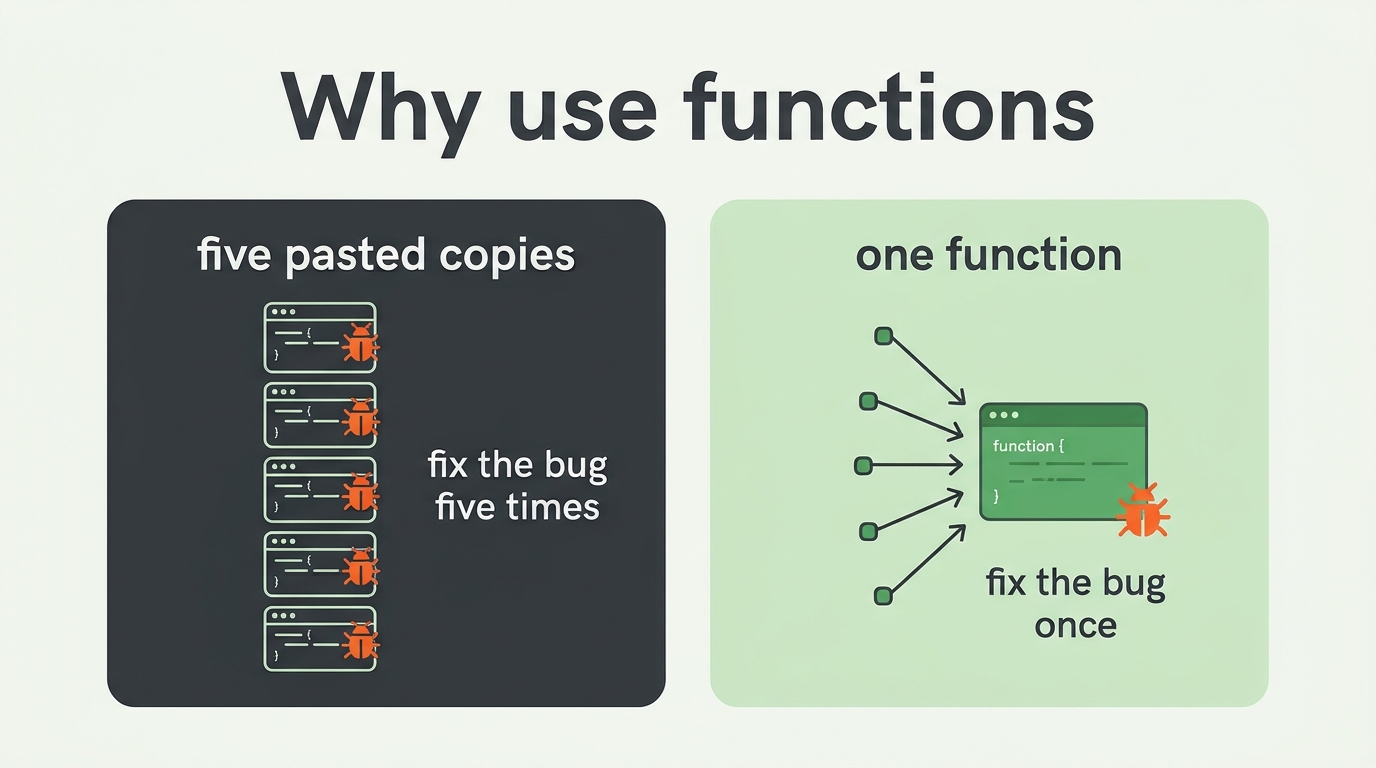 Why use functions
five pasted copies
{
}
{
}
{
}
{
}
{
}
fix the bug
five times
one function
function {
}
fix the bug
once